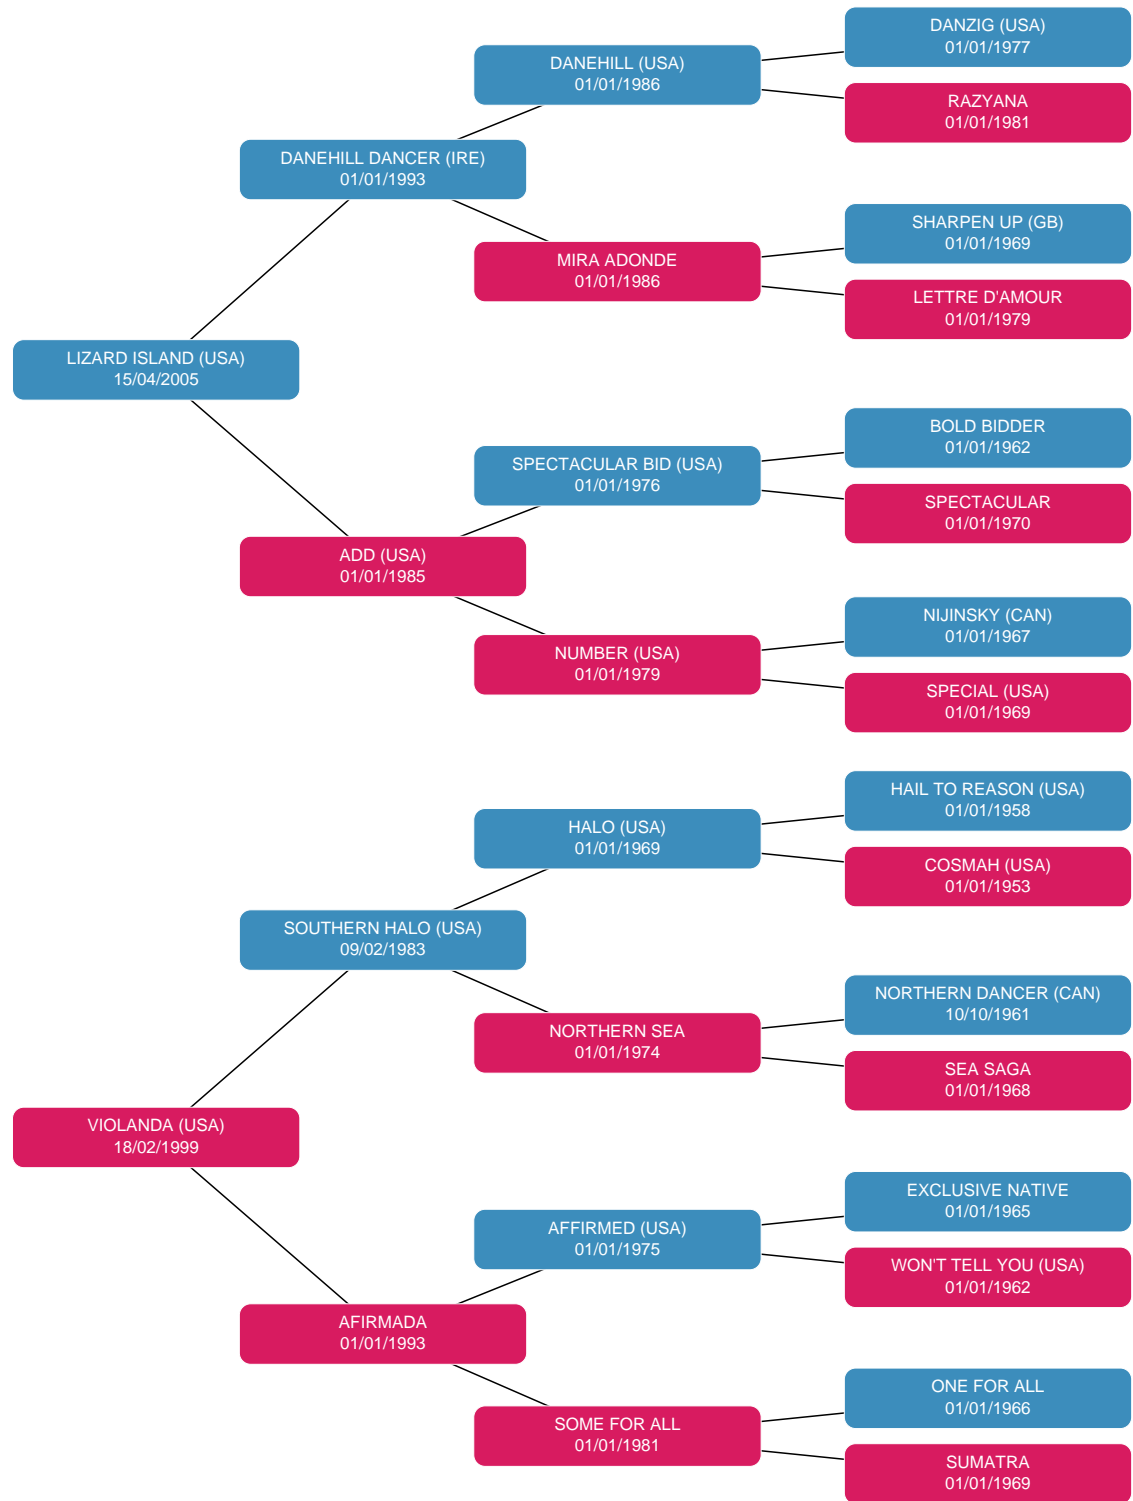 DANZIG (USA)
01/01/1977
DANEHILL (USA)
01/01/1986
RAZYANA
01/01/1981
DANEHILL DANCER (IRE)
01/01/1993
SHARPEN UP (GB)
01/01/1969
MIRA ADONDE
01/01/1986
LETTRE D'AMOUR
01/01/1979
LIZARD ISLAND (USA)
15/04/2005
BOLD BIDDER
01/01/1962
SPECTACULAR BID (USA)
01/01/1976
SPECTACULAR
01/01/1970
ADD (USA)
01/01/1985
NIJINSKY (CAN)
01/01/1967
NUMBER (USA)
01/01/1979
SPECIAL (USA)
01/01/1969
HAIL TO REASON (USA)
01/01/1958
HALO (USA)
01/01/1969
COSMAH (USA)
01/01/1953
SOUTHERN HALO (USA)
09/02/1983
NORTHERN DANCER (CAN)
10/10/1961
NORTHERN SEA
01/01/1974
SEA SAGA
01/01/1968
VIOLANDA (USA)
18/02/1999
EXCLUSIVE NATIVE
01/01/1965
AFFIRMED (USA)
01/01/1975
WON'T TELL YOU (USA)
01/01/1962
AFIRMADA
01/01/1993
ONE FOR ALL
01/01/1966
SOME FOR ALL
01/01/1981
SUMATRA
01/01/1969